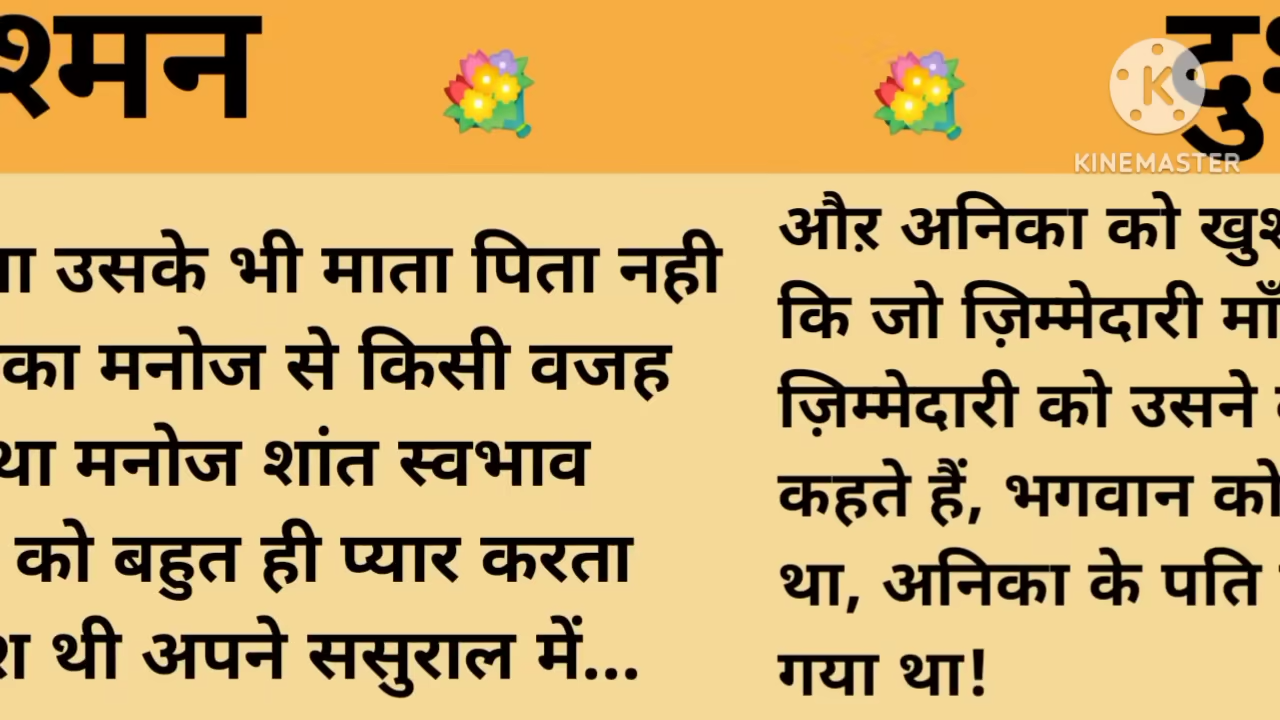 श्मन
ा उसके भी माता पिता नही
का मनोज से किसी वजह
था मनोज शांत स्वभाव
को बहुत ही प्यार करता
श थी अपने ससुराल में...
दुश
KINEMASTER
और अनिका को खुश
कि जो ज़िम्मेदारी माँ
ज़िम्मेदारी को उसने
कहते हैं, भगवान को
था, अनिका के पति
गया था!